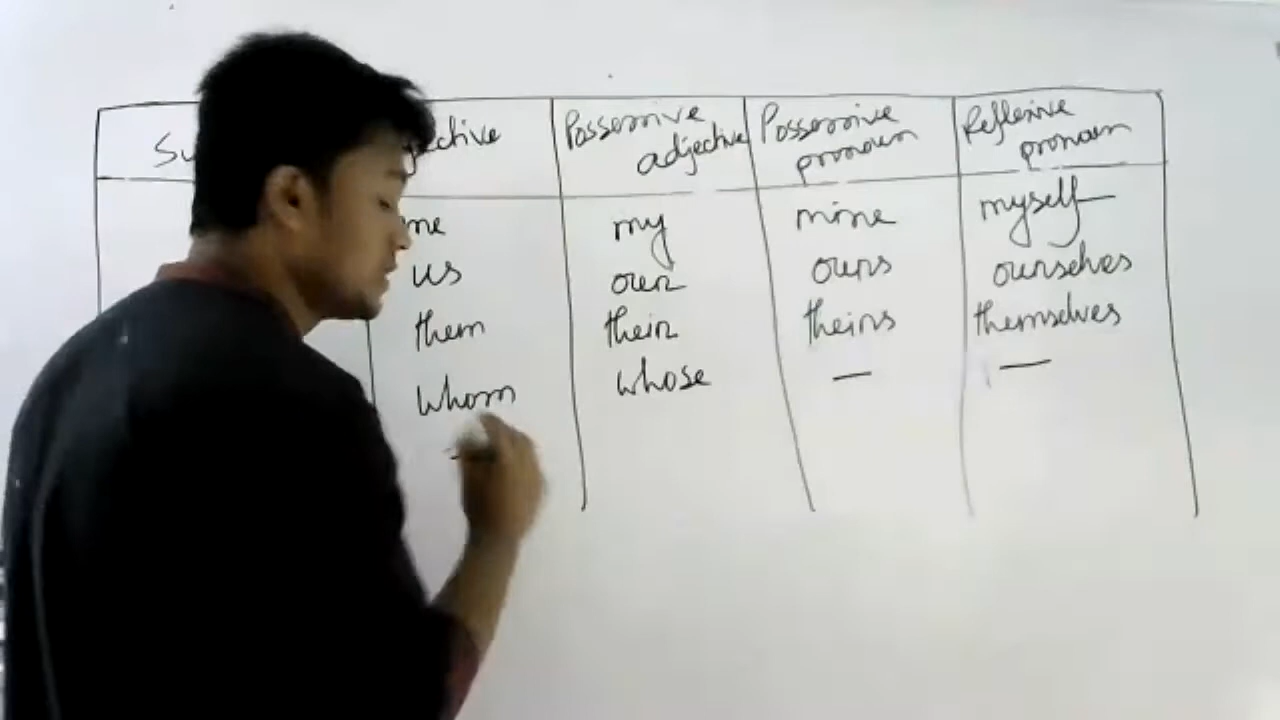 Su jective Possessive adjective Possessive pronoun Reflexive pronoun
me my mine myself
us our ours ourselves
them their theirs themselves
whom whose — —